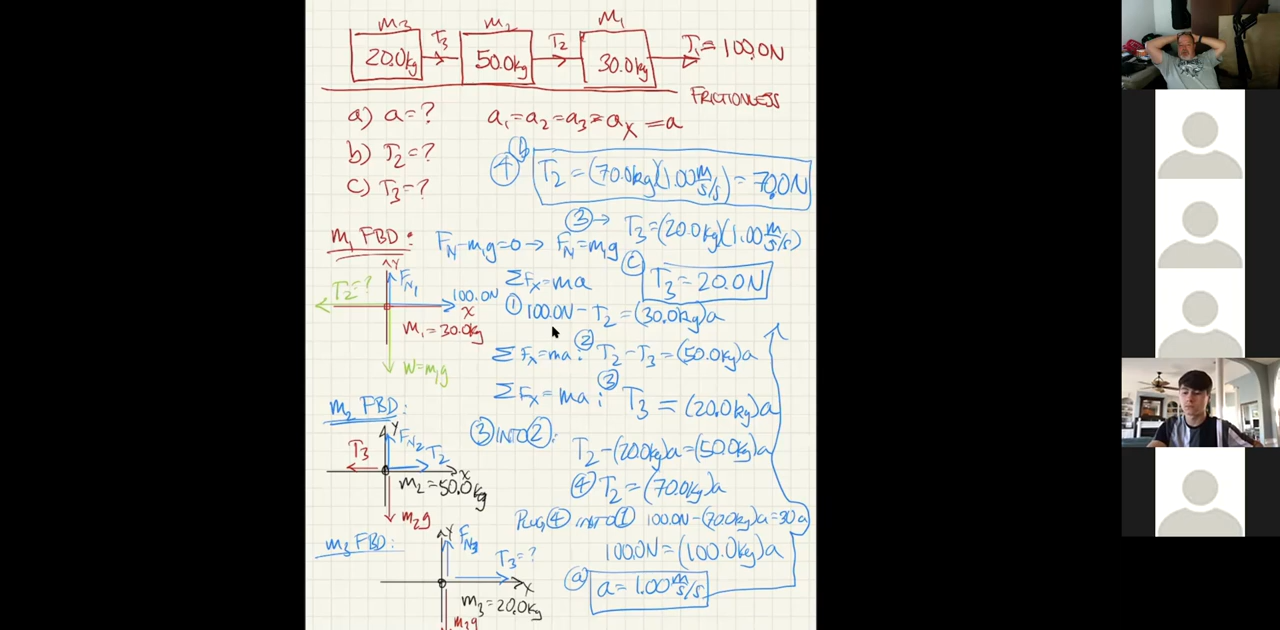 m3 m2 m1
20.0kg T3 50.0kg T2 30.0kg T1 = 100.0N
FRICTIONLESS
a) a=? a1=a2=a3=ax=a
b) T2=?
④ b T2=(70.0kg)(1.00 m/s/s)=70.0N
c) T3=?
③→ T3=(20.0kg)(1.00 m/s/s)
m1 FBD: FN-m1g=0 → FN=m1g
c T3=20.0N
Y FN1
T2=? 100.0N X
ΣFx=ma
① 100.0N-T2=(30.0kg)a
m1=30.0kg
W=m1g
ΣFx=ma: ② T2-T3=(50.0kg)a
ΣFx=ma: ③ T3=(20.0kg)a
m2 FBD:
Y FN2
T3 T2 X
m2=50.0kg
m2g
③ INTO ②:
T2-(20.0kg)a=(50.0kg)a
④ T2=(70.0kg)a
PLUG ④ INTO ① 100.0N-(70.0kg)a=30a
100.0N=(100.0kg)a
a a=1.00 m/s/s
m3 FBD:
Y FN3
T3=?
X
m3=20.0kg
m3g